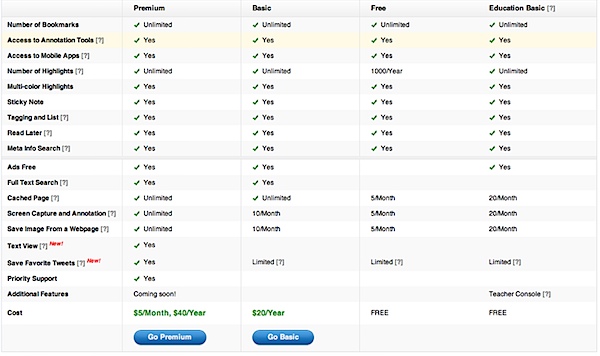 Premium Basic Free Education Basic [?]
Number of Bookmarks Unlimited Unlimited Unlimited Unlimited
Access to Annotation Tools [?] Yes Yes Yes Yes
Access to Mobile Apps [?] Yes Yes Yes Yes
Number of Highlights [?] Unlimited Unlimited 1000/Year Unlimited
Multi-color Highlights Yes Yes Yes Yes
Sticky Note Yes Yes Yes Yes
Tagging and List [?] Yes Yes Yes Yes
Read Later [?] Yes Yes Yes Yes
Meta Info Search [?] Yes Yes Yes Yes
Ads Free Yes Yes Yes
Full Text Search [?] Yes Yes
Cached Page [?] Unlimited Unlimited 5/Month 20/Month
Screen Capture and Annotation [?] Unlimited 10/Month 5/Month 20/Month
Save Image From a Webpage [?] Unlimited 10/Month 5/Month 20/Month
Text View [?] New! Yes
Save Favorite Tweets [?] New! Yes Limited [?] Limited [?] Limited [?]
Priority Support Yes
Additional Features Coming soon! Teacher Console [?]
Cost $5/Month, $40/Year $20/Year FREE FREE
Go Premium Go Basic